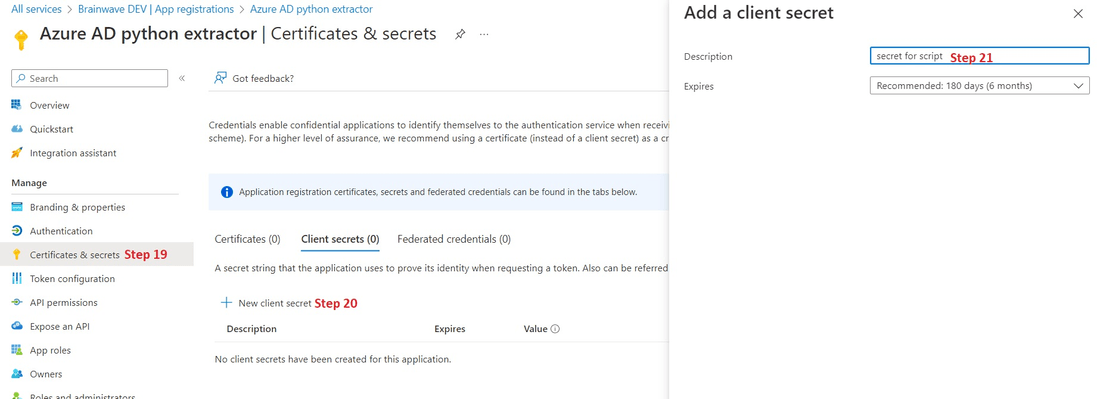 All services > Brainwave DEV | App registrations > Azure AD python extractor
Azure AD python extractor | Certificates & secrets
Search
Overview
Quickstart
Integration assistant
Manage
Branding & properties
Authentication
Certificates & secrets Step 19
Token configuration
API permissions
Expose an API
App roles
Owners
Roles and administrators
Got feedback?
Credentials enable confidential applications to identify themselves to the authentication service when receivi
scheme). For a higher level of assurance, we recommend using a certificate (instead of a client secret) as a cr
Application registration certificates, secrets and federated credentials can be found in the tabs below.
Certificates (0) Client secrets (0) Federated credentials (0)
A secret string that the application uses to prove its identity when requesting a token. Also can be referred
New client secret Step 20
Description Expires Value
No client secrets have been created for this application.
Add a client secret
Description secret for script Step 21
Expires Recommended: 180 days (6 months)